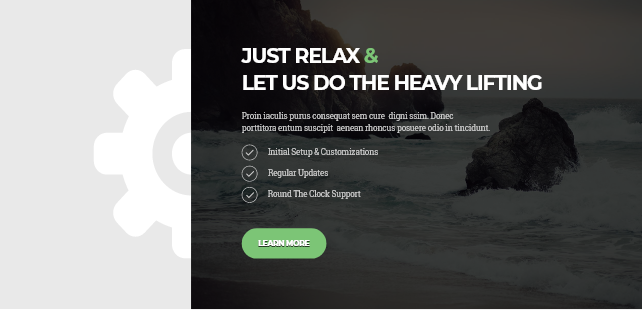 JUST RELAX &
LET US DO THE HEAVY LIFTING
Proin iaculis purus consequat sem cure digni ssim. Donec
porttitora entum suscipit aenean rhoncus posuere odio in tincidunt.
Initial Setup & Customizations
Regular Updates
Round The Clock Support
LEARN MORE